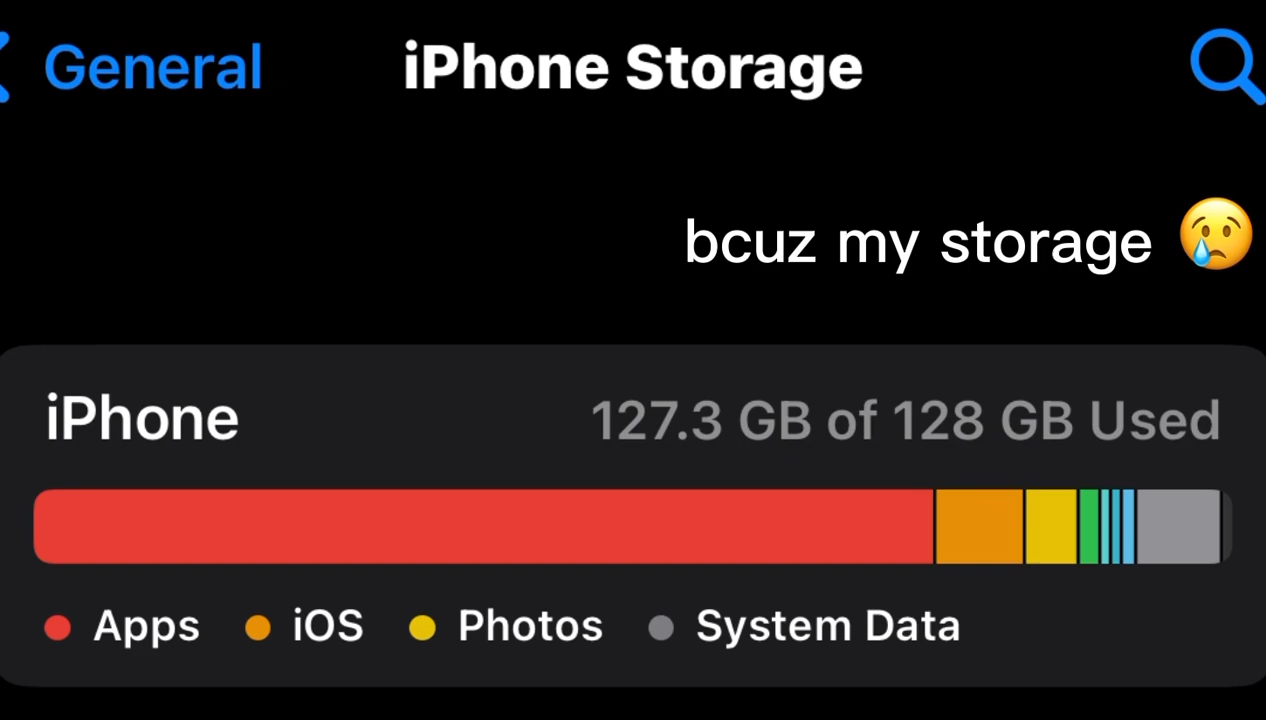 General
iPhone Storage
bcuz my storage 😢
iPhone
127.3 GB of 128 GB Used
Apps
iOS
Photos
System Data